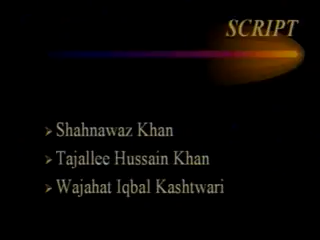 SCRIPT
Shahnawaz Khan
Tajallee Hussain Khan
Wajahat Iqbal Kashtwari